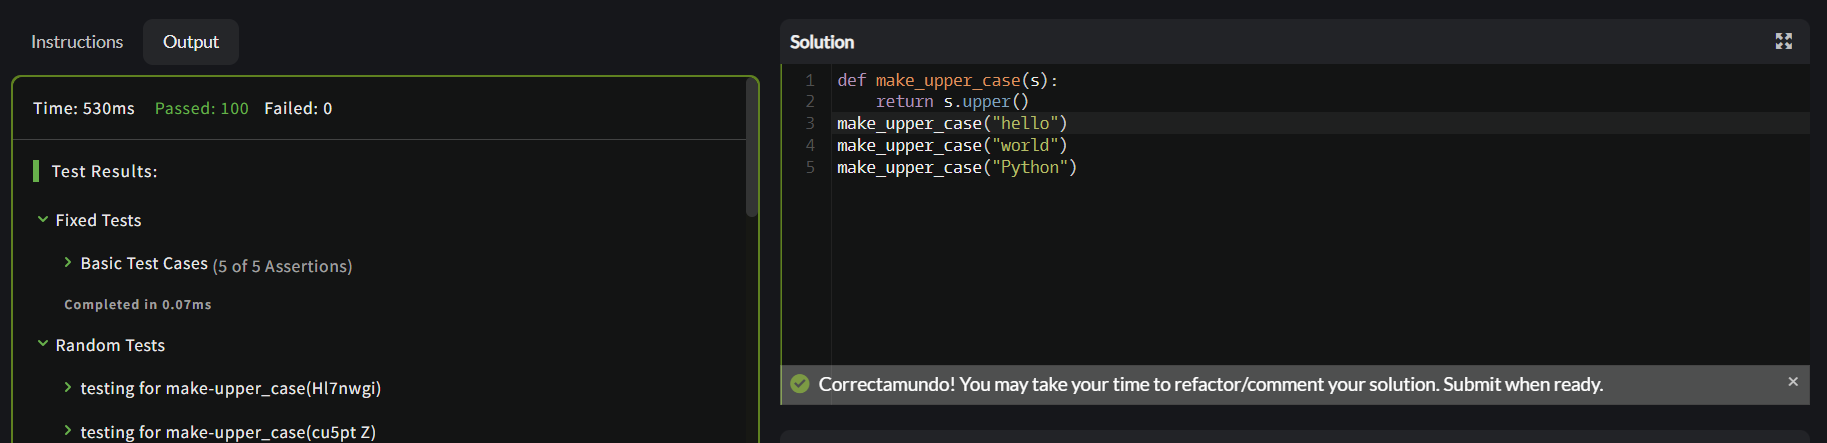 Instructions
Output
Time: 530ms Passed: 100 Failed: 0
Test Results:
Fixed Tests
Basic Test Cases (5 of 5 Assertions)
Completed in 0.07ms
Random Tests
testing for make-upper_case(Hl7nwgi)
testing for make-upper_case(cu5pt Z)
Solution
1 def make_upper_case(s):
2     return s.upper()
3 make_upper_case("hello")
4 make_upper_case("world")
5 make_upper_case("Python")
Correctamundo! You may take your time to refactor/comment your solution. Submit when ready.